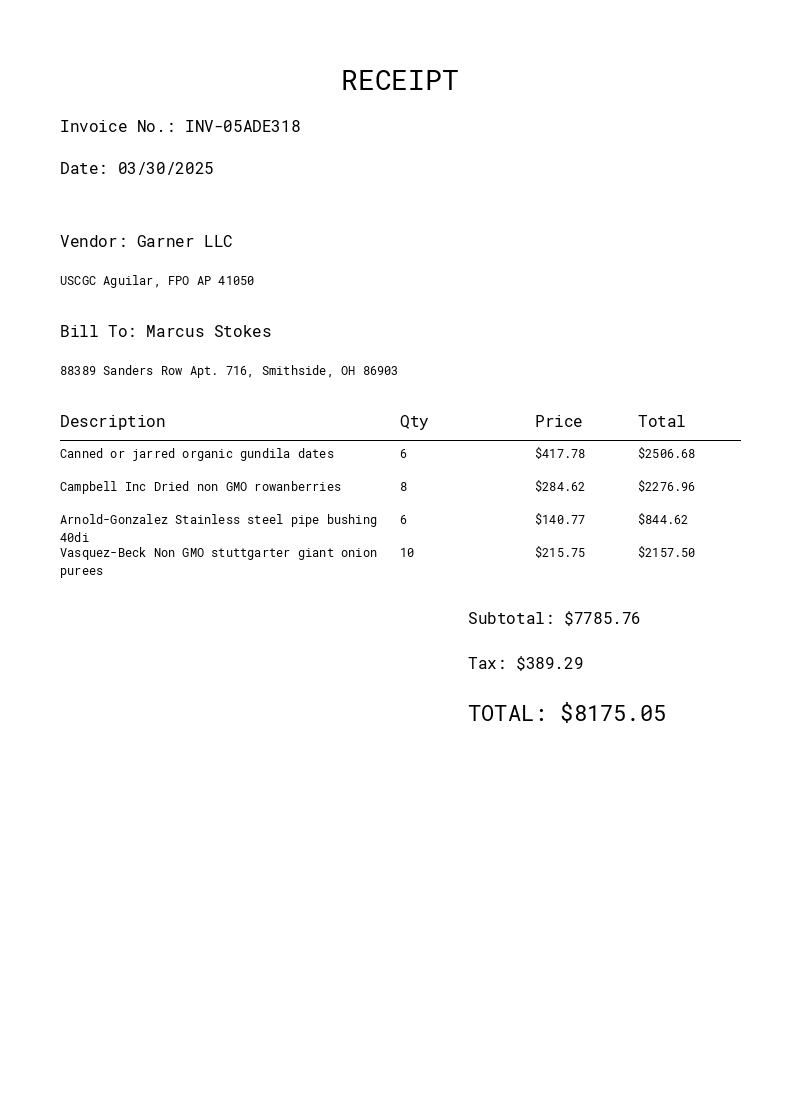 RECEIPT
Invoice No.: INV-05ADE318
Date: 03/30/2025
Vendor: Garner LLC
USCGC Aguilar, FPO AP 41050
Bill To: Marcus Stokes
88389 Sanders Row Apt. 716, Smithside, OH 86903
Description Qty Price Total
Canned or jarred organic gundila dates 6 $417.78 $2506.68
Campbell Inc Dried non GMO rowanberries 8 $284.62 $2276.96
Arnold-Gonzalez Stainless steel pipe bushing 6 $140.77 $844.62
40di
Vasquez-Beck Non GMO stuttgarter giant onion 10 $215.75 $2157.50
purees
Subtotal: $7785.76
Tax: $389.29
TOTAL: $8175.05